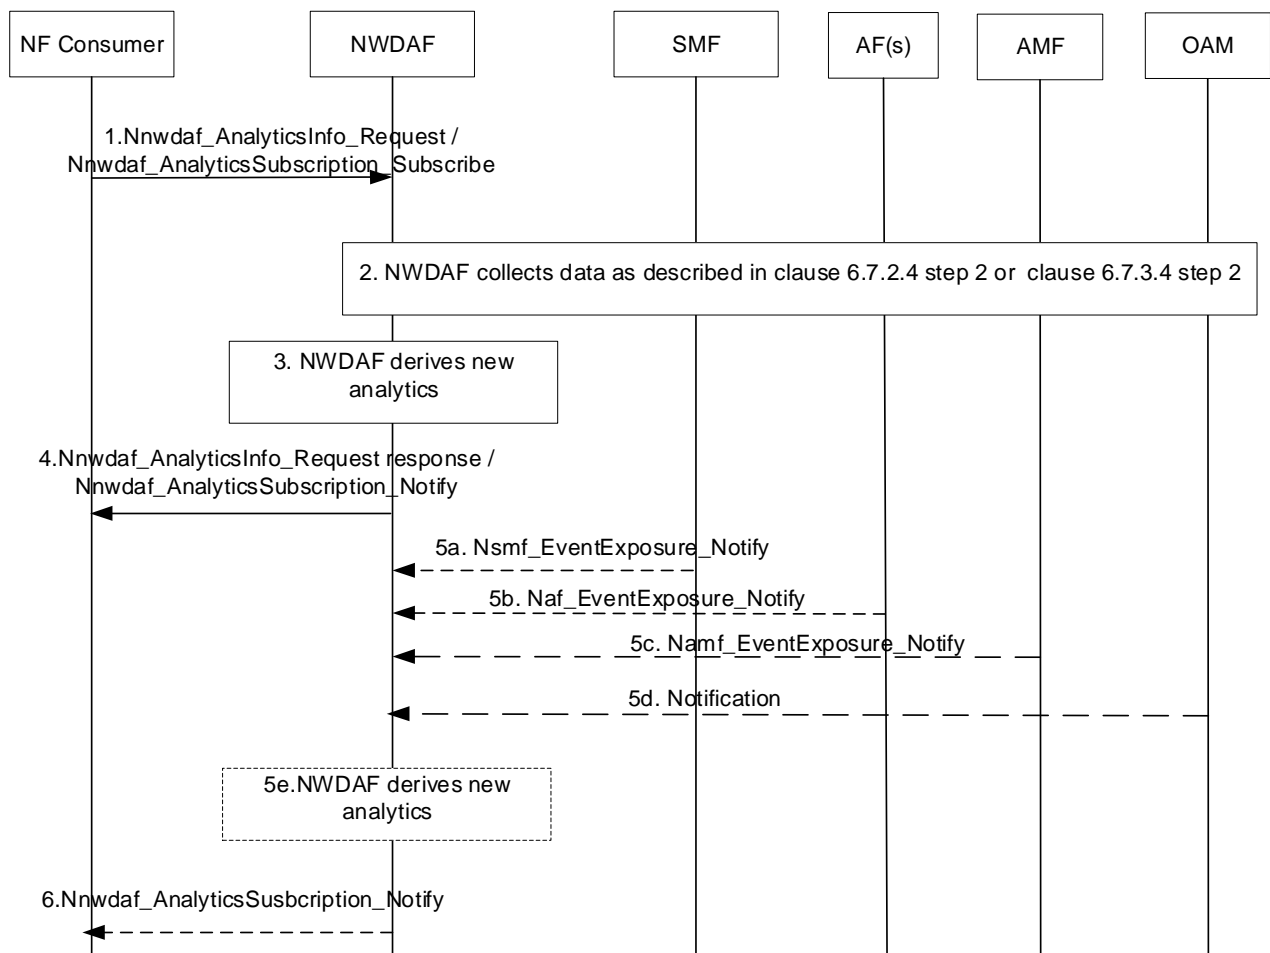 NF Consumer
NWDAF
SMF
AF(s)
AMF
OAM
1.Nnwdaf_AnalyticsInfo_Request /
Nnwdaf_AnalyticsSubscription_Subscribe
2. NWDAF collects data as described in clause 6.7.2.4 step 2 or clause 6.7.3.4 step 2
3. NWDAF derives new
analytics
4.Nnwdaf_AnalyticsInfo_Request response /
Nnwdaf_AnalyticsSubscription_Notify
5a. Nsmf_EventExposure_Notify
5b. Naf_EventExposure_Notify
5c. Namf_EventExposure_Notify
5d. Notification
5e.NWDAF derives new
analytics
6.Nnwdaf_AnalyticsSusbcription_Notify